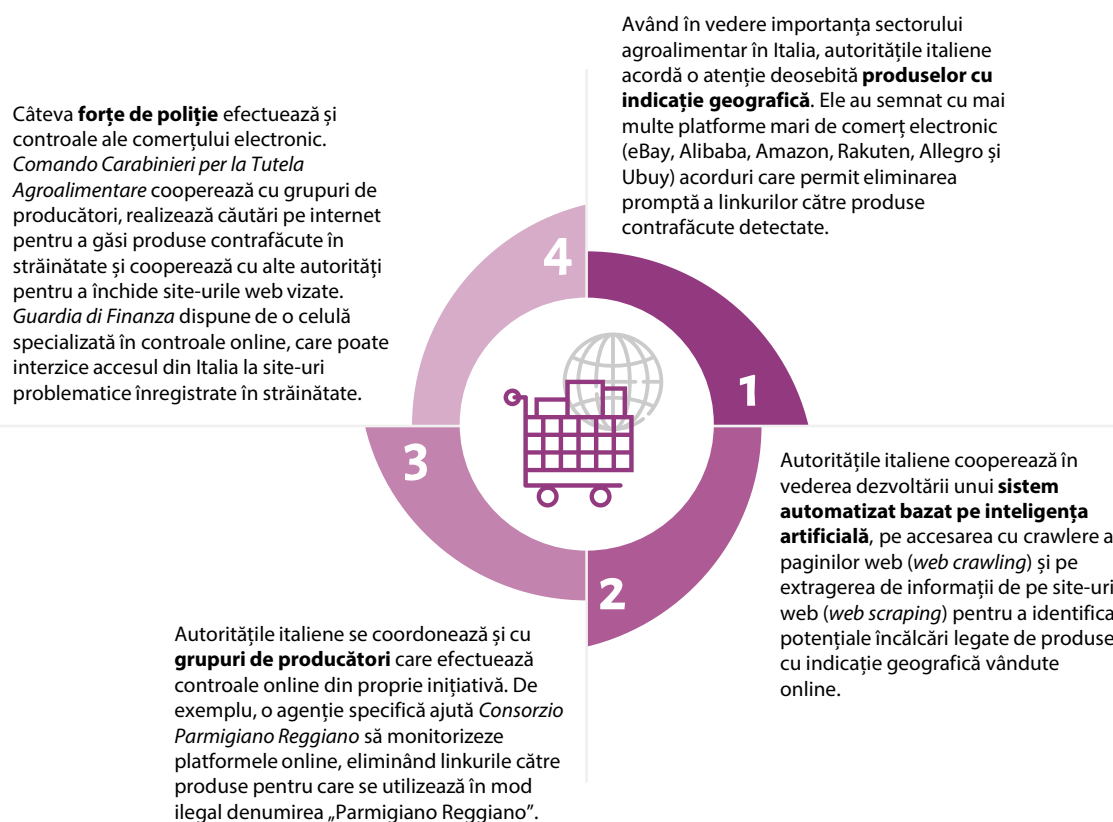 Având în vedere importanța sectorului
agroalimentar în Italia, autoritățile italiene
acordă o atenție deosebită produselor cu
indicație geografică. Ele au semnat cu mai
multe platforme mari de comerț electronic
(eBay, Alibaba, Amazon, Rakuten, Allegro și
Ubuy) acorduri care permit eliminarea
promptă a linkurilor către produse
contrafăcute detectate.
1
Autoritățile italiene cooperează în
vederea dezvoltării unui sistem
automatizat bazat pe inteligența
artificială, pe accesarea cu crawlere a
paginilor web (web crawling) și pe
extragerea de informații de pe site-uri
web (web scraping) pentru a identifica
potențiale încălcări legate de produse
cu indicație geografică vândute
online.
2
Autoritățile italiene se coordonează și cu
grupuri de producători care efectuează
controale online din proprie inițiativă. De
exemplu, o agenție specifică ajută Consorzio
Parmigiano Reggiano să monitorizeze
platformele online, eliminând linkurile către
produse pentru care se utilizează în mod
ilegal denumirea „Parmigiano Reggiano”.
3
Câteva forțe de poliție efectuează și
controale ale comerțului electronic.
Comando Carabinieri per la Tutela
Agroalimentare cooperează cu grupuri de
producători, realizează căutări pe internet
pentru a găsi produse contrafăcute în
străinătate și cooperează cu alte autorități
pentru a închide site-urile web vizate.
Guardia di Finanza dispune de o celulă
specializată în controale online, care poate
interzice accesul din Italia la site-uri
problematice înregistrate în străinătate.
4